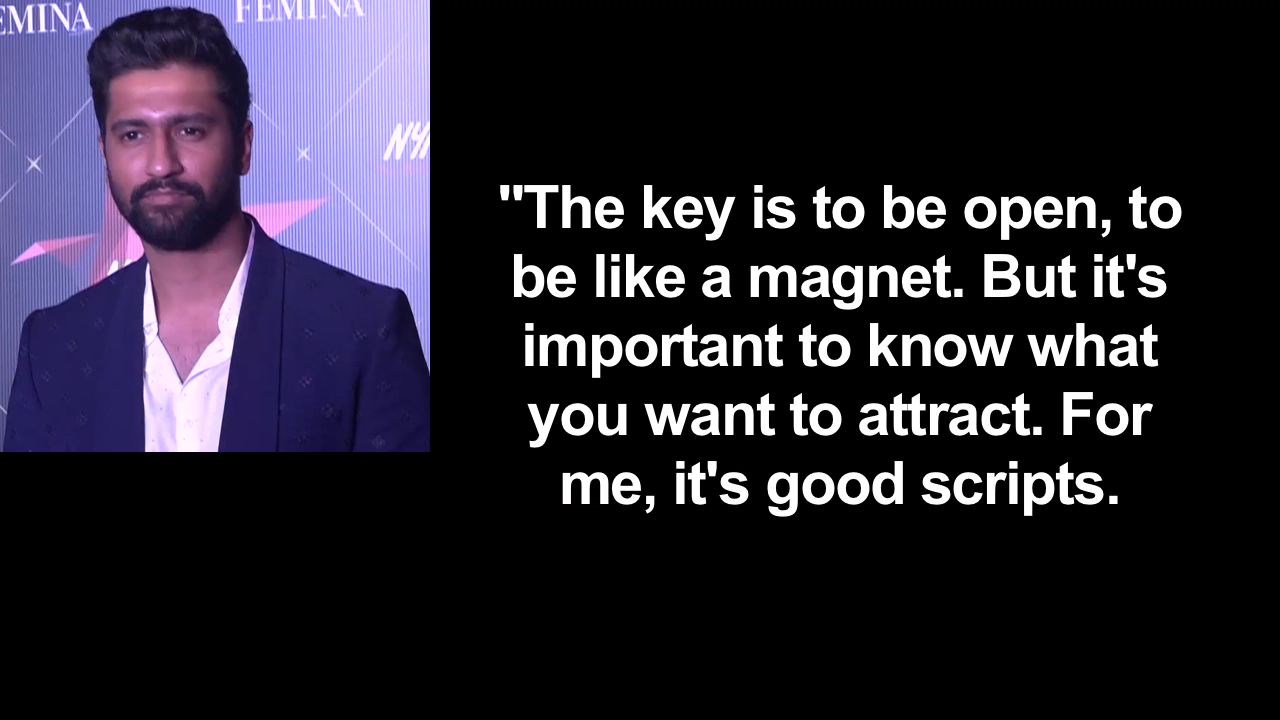 FEMINA
"The key is to be open, to
be like a magnet. But it's
important to know what
you want to attract. For
me, it's good scripts.